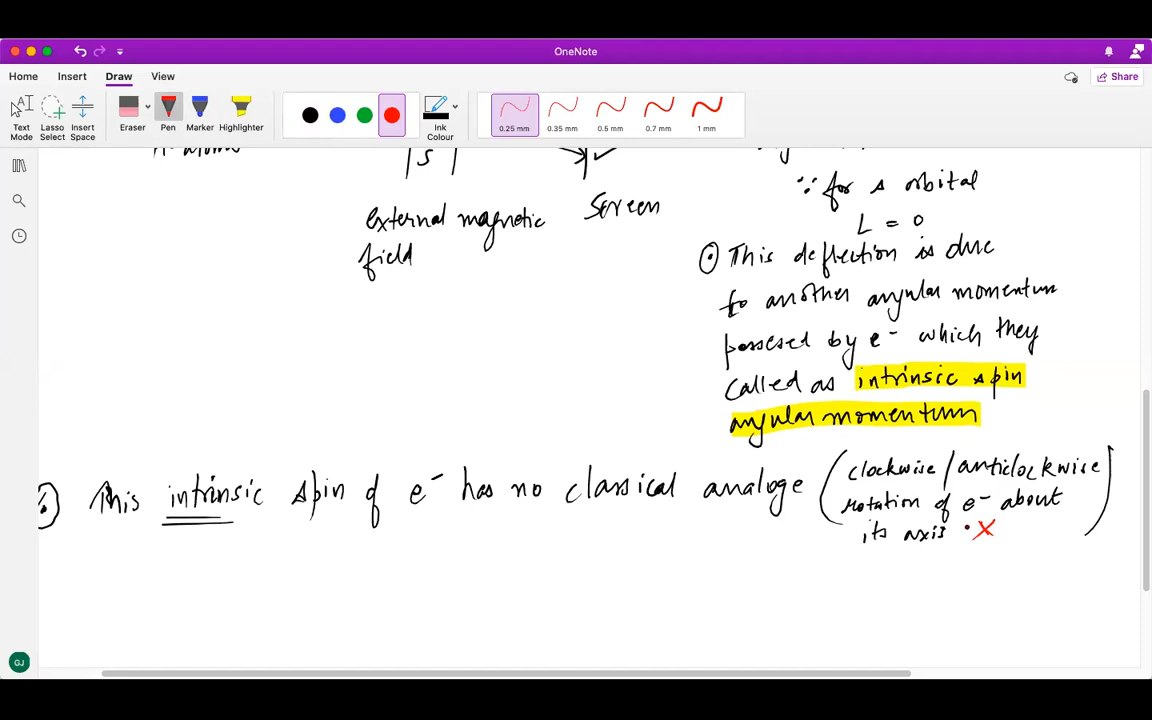 OneNote
Home Insert Draw View
Share
Text Mode
Lasso Select
Insert Space
Eraser
Pen
Marker
Highlighter
Ink Colour
0.25 mm 0.35 mm 0.5 mm 0.7 mm 1 mm
S
external magnetic
field
Screen
∵ for s orbital
L = 0
This deflection is due
to another angular momentum
possesed by e⁻ which they
called as intrinsic spin
angular momentum
This intrinsic spin of e⁻ has no classical analoge
(clockwise/anticlockwise
rotation of e⁻ about
its axis X)
GJ